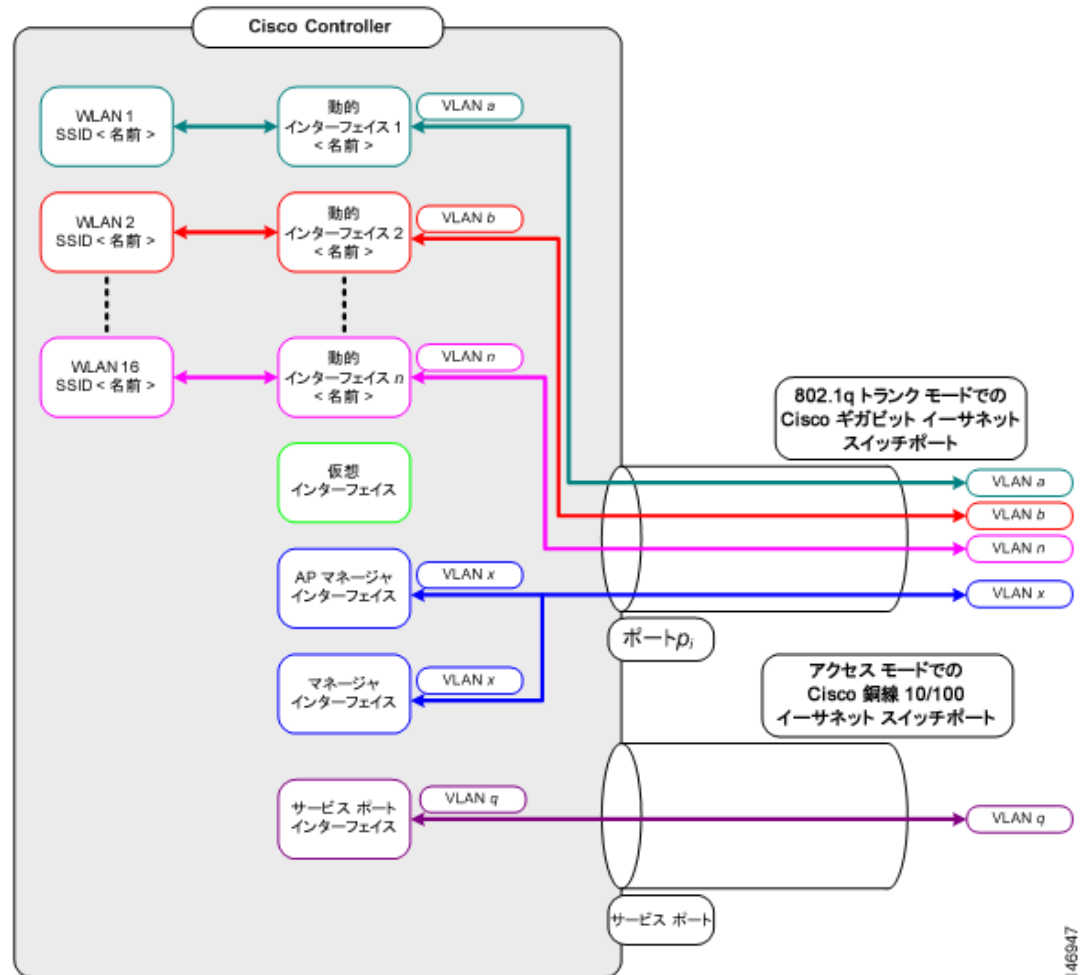 Cisco Controller
WLAN 1
SSID < 名前 >
動的
インターフェイス 1
< 名前 >
VLAN a
WLAN 2
SSID < 名前 >
動的
インターフェイス 2
< 名前 >
VLAN b
WLAN 16
SSID < 名前 >
動的
インターフェイス n
< 名前 >
VLAN n
802.1q トランク モードでの
Cisco ギガビット イーサネット
スイッチポート
仮想
インターフェイス
VLAN a
VLAN b
VLAN n
AP マネージャ
インターフェイス
VLAN x
VLAN x
ポートpi
マネージャ
インターフェイス
VLAN x
アクセス モードでの
Cisco 銅線 10/100
イーサネット スイッチポート
サービス ポート
インターフェイス
VLAN q
VLAN q
サービス ポート
146947